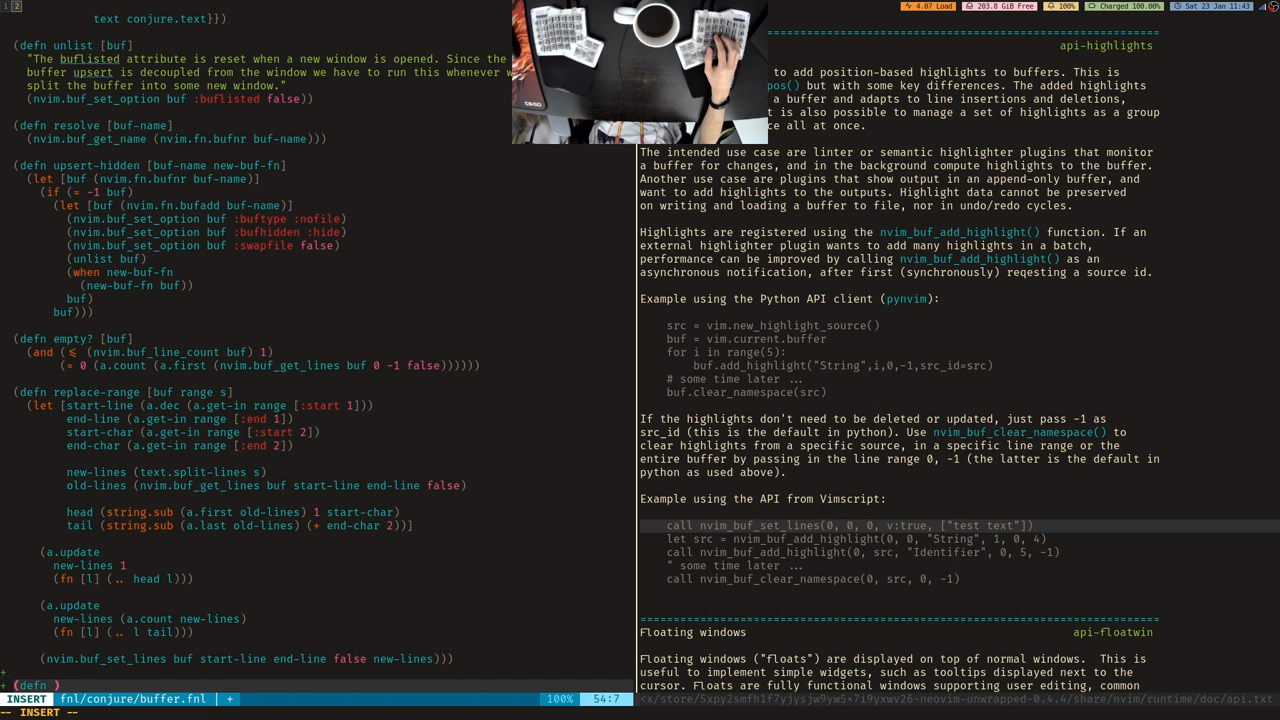 1 2
4.07 Load 203.8 GiB Free 100% Charged 100.00% Sat 23 Jan 11:43
text conjure.text}})
(defn unlist [buf]
"The buflisted attribute is reset when a new window is opened. Since the
buffer upsert is decoupled from the window we have to run this whenever w
split the buffer into some new window."
(nvim.buf_set_option buf :buflisted false))
(defn resolve [buf-name]
(nvim.buf_get_name (nvim.fn.bufnr buf-name)))
(defn upsert-hidden [buf-name new-buf-fn]
(let [buf (nvim.fn.bufnr buf-name)]
(if (= -1 buf)
(let [buf (nvim.fn.bufadd buf-name)]
(nvim.buf_set_option buf :buftype :nofile)
(nvim.buf_set_option buf :bufhidden :hide)
(nvim.buf_set_option buf :swapfile false)
(unlist buf)
(when new-buf-fn
(new-buf-fn buf))
buf)
buf)))
(defn empty? [buf]
(and (<= (nvim.buf_line_count buf) 1)
(= 0 (a.count (a.first (nvim.buf_get_lines buf 0 -1 false))))))
(defn replace-range [buf range s]
(let [start-line (a.dec (a.get-in range [:start 1]))
end-line (a.get-in range [:end 1])
start-char (a.get-in range [:start 2])
end-char (a.get-in range [:end 2])
new-lines (text.split-lines s)
old-lines (nvim.buf_get_lines buf start-line end-line false)
head (string.sub (a.first old-lines) 1 start-char)
tail (string.sub (a.last old-lines) (+ end-char 2))]
(a.update
new-lines 1
(fn [l] (.. head l)))
(a.update
new-lines (a.count new-lines)
(fn [l] (.. l tail)))
(nvim.buf_set_lines buf start-line end-line false new-lines)))
+
+ (defn )
INSERT fnl/conjure/buffer.fnl | + 100% 54:7
-- INSERT --
CS:GO
==========================================================
api-highlights
to add position-based highlights to buffers. This is
pos() but with some key differences. The added highlights
a buffer and adapts to line insertions and deletions,
t is also possible to manage a set of highlights as a group
ce all at once.
The intended use case are linter or semantic highlighter plugins that monitor
a buffer for changes, and in the background compute highlights to the buffer.
Another use case are plugins that show output in an append-only buffer, and
want to add highlights to the outputs. Highlight data cannot be preserved
on writing and loading a buffer to file, nor in undo/redo cycles.
Highlights are registered using the nvim_buf_add_highlight() function. If an
external highlighter plugin wants to add many highlights in a batch,
performance can be improved by calling nvim_buf_add_highlight() as an
asynchronous notification, after first (synchronously) reqesting a source id.
Example using the Python API client (pynvim):
src = vim.new_highlight_source()
buf = vim.current.buffer
for i in range(5):
buf.add_highlight("String",i,0,-1,src_id=src)
# some time later ...
buf.clear_namespace(src)
If the highlights don't need to be deleted or updated, just pass -1 as
src_id (this is the default in python). Use nvim_buf_clear_namespace() to
clear highlights from a specific source, in a specific line range or the
entire buffer by passing in the line range 0, -1 (the latter is the default in
python as used above).
Example using the API from Vimscript:
call nvim_buf_set_lines(0, 0, 0, v:true, ["test text"])
let src = nvim_buf_add_highlight(0, 0, "String", 1, 0, 4)
call nvim_buf_add_highlight(0, src, "Identifier", 0, 5, -1)
" some time later ...
call nvim_buf_clear_namespace(0, src, 0, -1)
==============================================================================
Floating windows api-floatwin
Floating windows ("floats") are displayed on top of normal windows. This is
useful to implement simple widgets, such as tooltips displayed next to the
cursor. Floats are fully functional windows supporting user editing, common